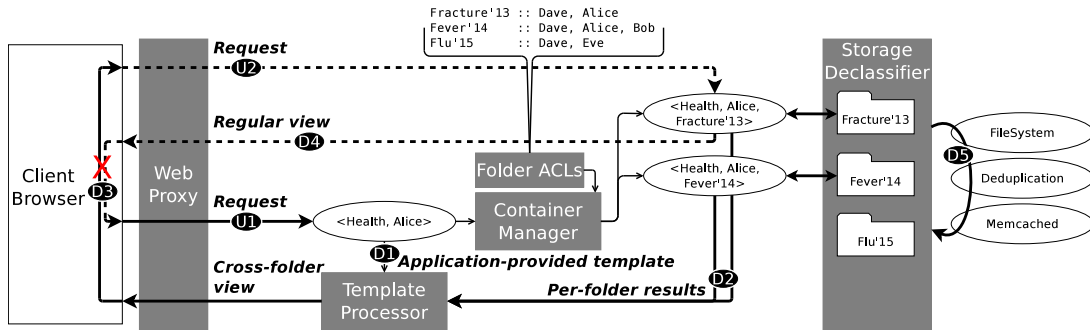 Fracture'13 :: Dave, Alice
Fever'14 :: Dave, Alice, Bob
Flu'15 :: Dave, Eve
Storage
Declassifier
Request
U2
<Health, Alice,
Fracture'13>
Fracture'13
FileSystem
Regular view
D4
D5
Client
Browser
X
D3
Web
Proxy
Folder ACLs
<Health, Alice,
Fever'14>
Fever'14
Deduplication
Request
U1
<Health, Alice>
Container
Manager
Flu'15
Memcached
D1
Application-provided template
Cross-folder
view
Template
Processor
D2
Per-folder results